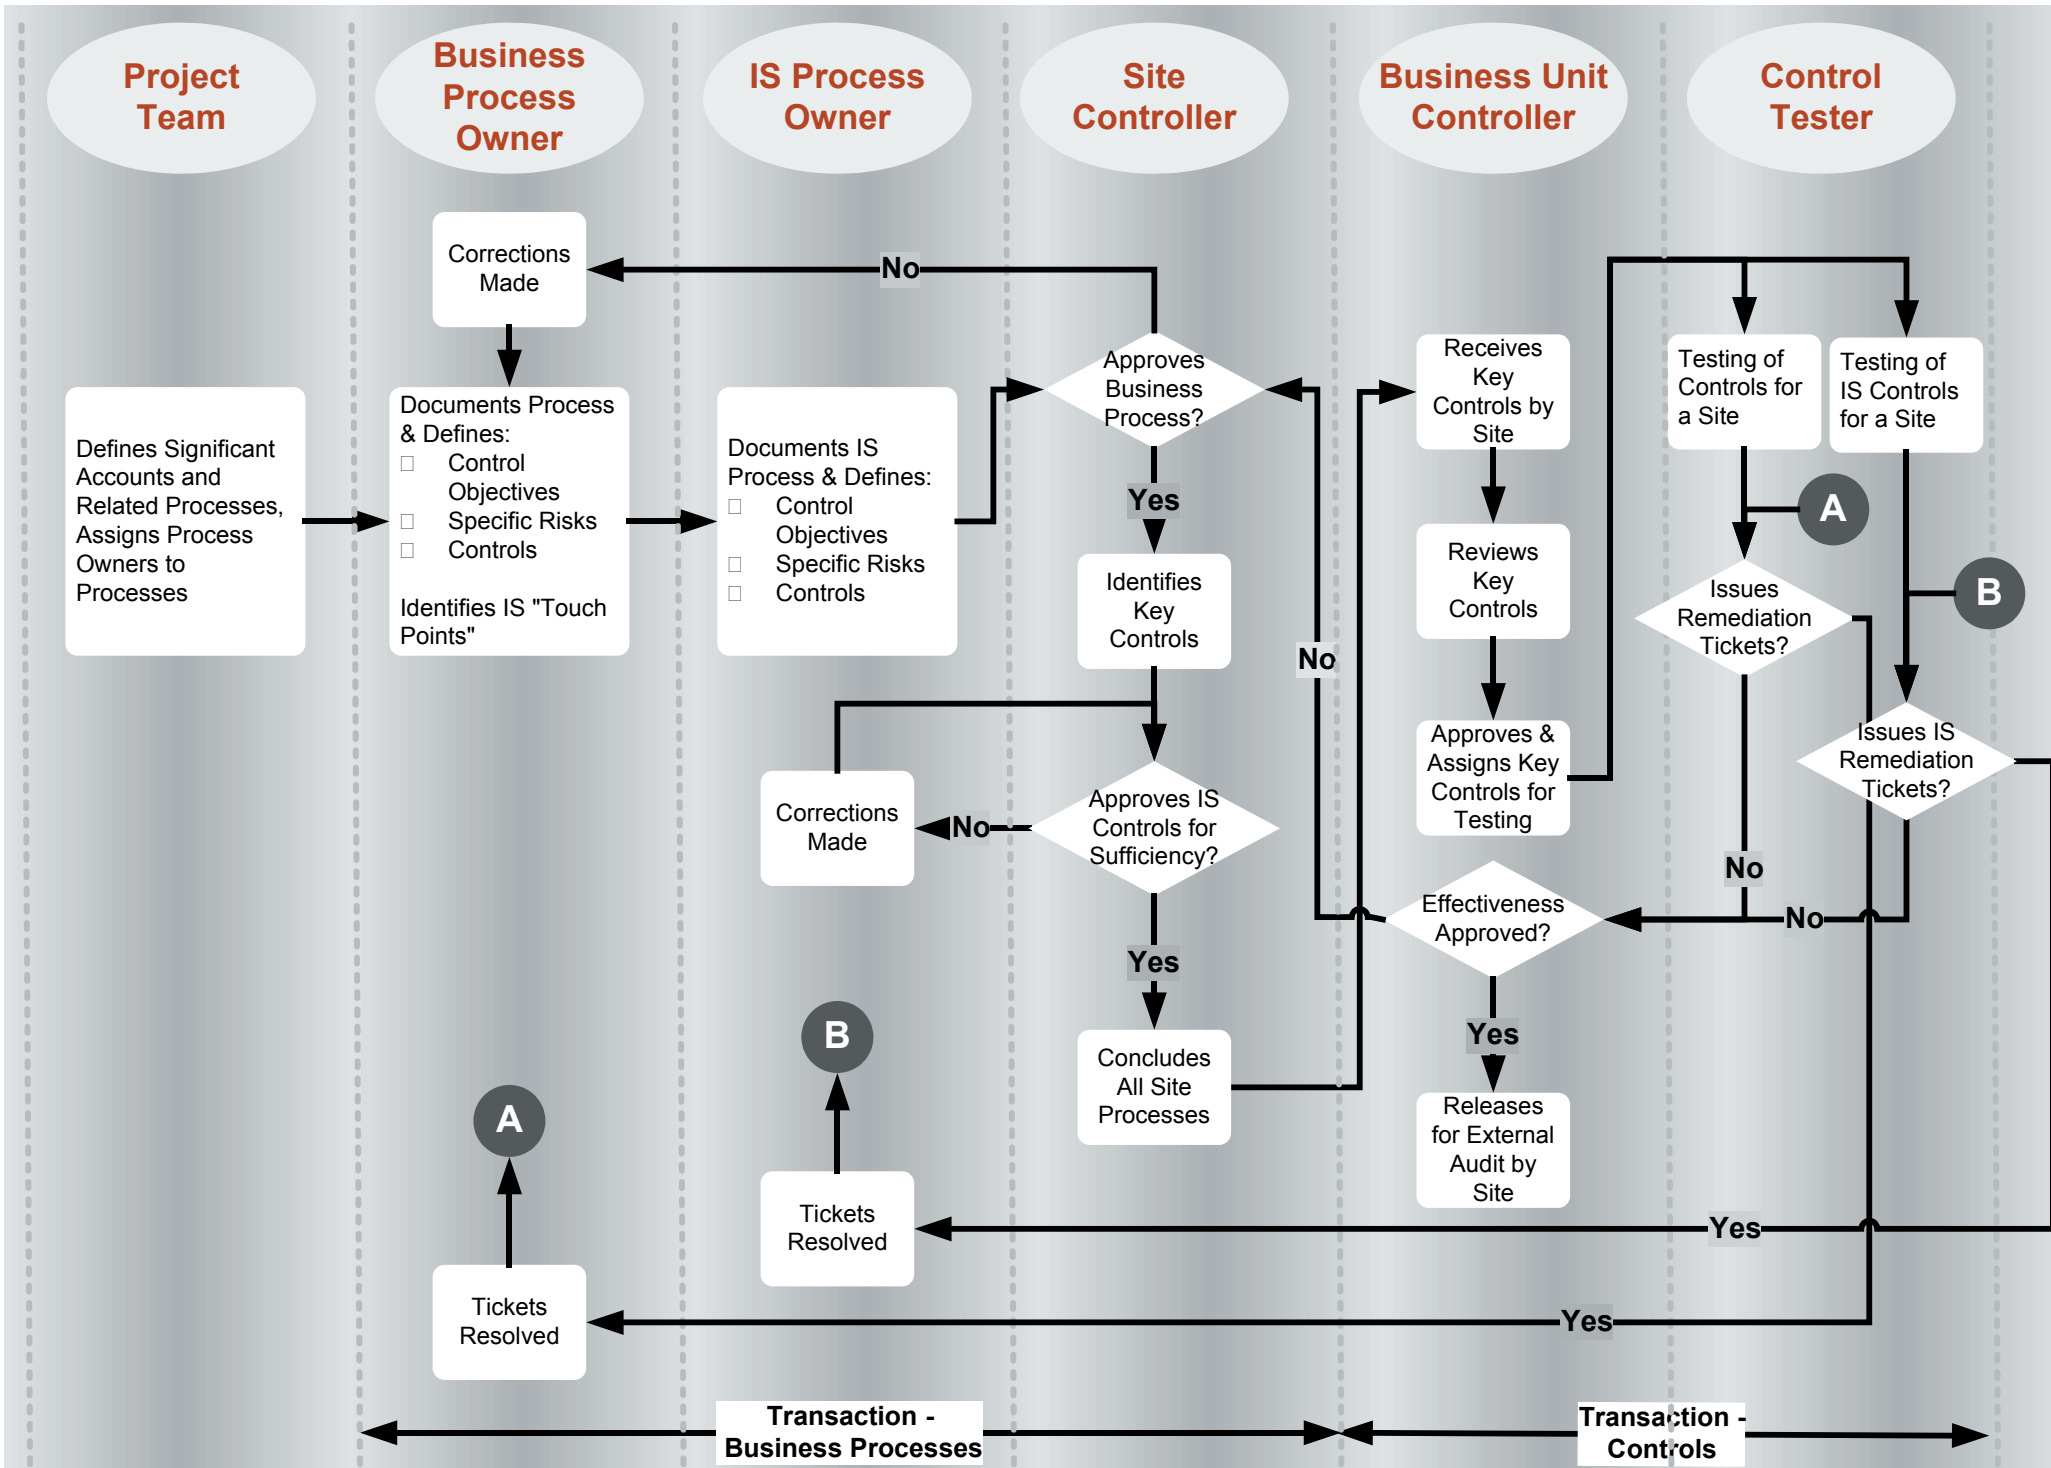 Project
Team
Business
Process
Owner
IS Process
Owner
Site
Controller
Business Unit
Controller
Control
Tester
Corrections
Made
No
Defines Significant
Accounts and
Related Processes,
Assigns Process
Owners to
Processes
Documents Process
& Defines:
Control
Objectives
Specific Risks
Controls
Identifies IS "Touch
Points"
Documents IS
Process & Defines:
Control
Objectives
Specific Risks
Controls
Approves
Business
Process?
Yes
Identifies
Key
Controls
Corrections
Made
No
Approves IS
Controls for
Sufficiency?
Yes
Concludes
All Site
Processes
No
Receives
Key
Controls by
Site
Reviews
Key
Controls
Approves &
Assigns Key
Controls for
Testing
Effectiveness
Approved?
Yes
Releases
for External
Audit by
Site
Testing of
Controls for
a Site
Testing of
IS Controls
for a Site
A
B
Issues
Remediation
Tickets?
Issues IS
Remediation
Tickets?
No
No
B
A
Tickets
Resolved
Yes
Tickets
Resolved
Yes
Transaction -
Business Processes
Transaction -
Controls